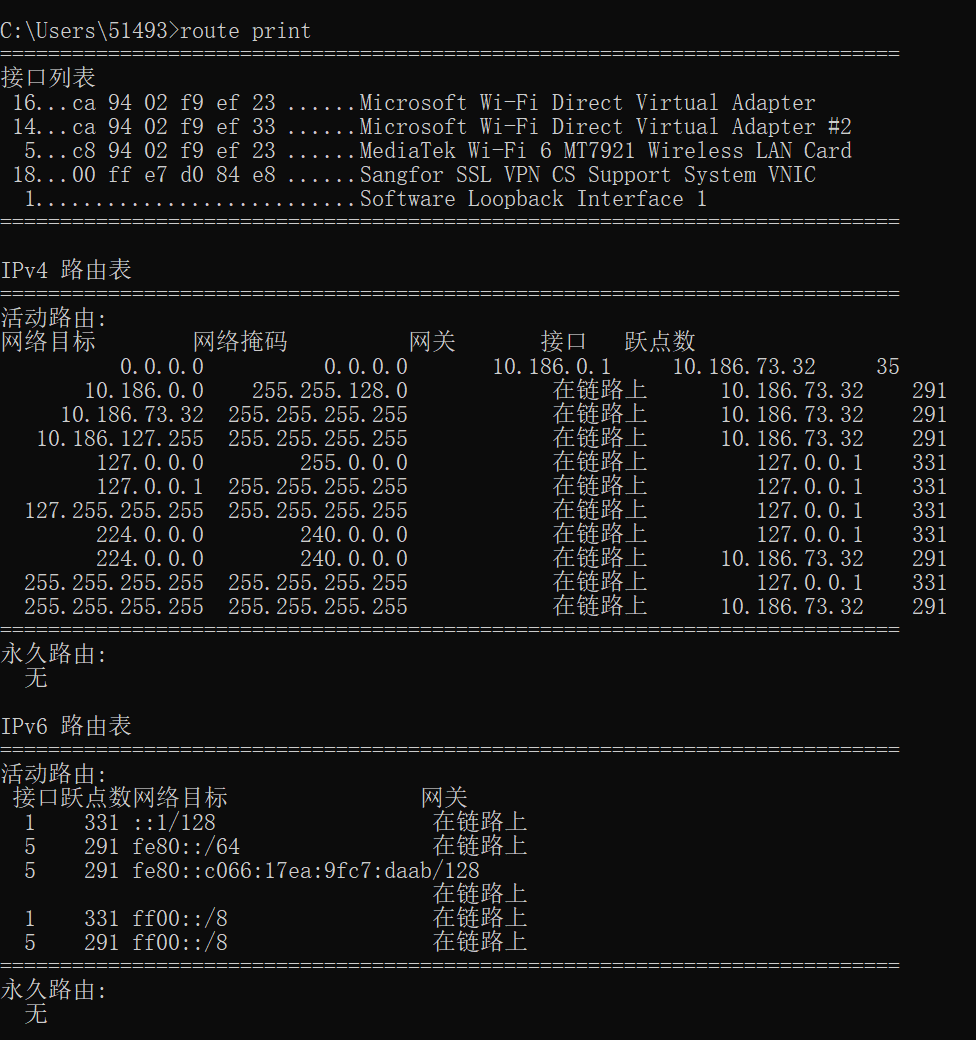 C:\Users\51493>route print
===========================================================================
接口列表
 16...ca 94 02 f9 ef 23 ......Microsoft Wi-Fi Direct Virtual Adapter
 14...ca 94 02 f9 ef 33 ......Microsoft Wi-Fi Direct Virtual Adapter #2
  5...c8 94 02 f9 ef 23 ......MediaTek Wi-Fi 6 MT7921 Wireless LAN Card
 18...00 ff e7 d0 84 e8 ......Sangfor SSL VPN CS Support System VNIC
  1...........................Software Loopback Interface 1
===========================================================================
IPv4 路由表
===========================================================================
活动路由:
网络目标        网络掩码          网关       接口   跃点数
          0.0.0.0          0.0.0.0       10.186.0.1     10.186.73.32     35
       10.186.0.0    255.255.128.0            在链路上      10.186.73.32    291
     10.186.73.32  255.255.255.255            在链路上      10.186.73.32    291
   10.186.127.255  255.255.255.255            在链路上      10.186.73.32    291
        127.0.0.0        255.0.0.0            在链路上         127.0.0.1    331
        127.0.0.1  255.255.255.255            在链路上         127.0.0.1    331
  127.255.255.255  255.255.255.255            在链路上         127.0.0.1    331
        224.0.0.0        240.0.0.0            在链路上         127.0.0.1    331
        224.0.0.0        240.0.0.0            在链路上      10.186.73.32    291
  255.255.255.255  255.255.255.255            在链路上         127.0.0.1    331
  255.255.255.255  255.255.255.255            在链路上      10.186.73.32    291
===========================================================================
永久路由:
  无
IPv6 路由表
===========================================================================
活动路由:
 接口跃点数网络目标                网关
  1    331 ::1/128                  在链路上
  5    291 fe80::/64                在链路上
  5    291 fe80::c066:17ea:9fc7:daab/128
                                    在链路上
  1    331 ff00::/8                 在链路上
  5    291 ff00::/8                 在链路上
===========================================================================
永久路由:
  无